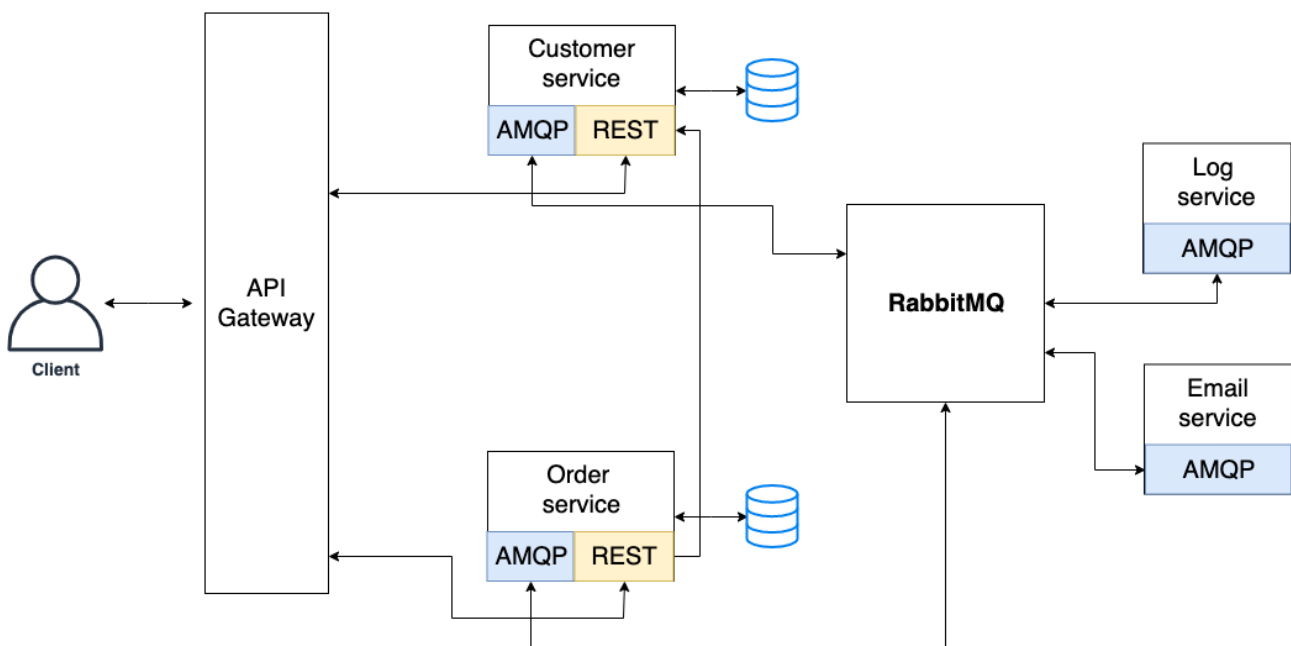 Customer
service
AMQP
REST
Log
service
AMQP
API
Gateway
RabbitMQ
Client
Email
service
AMQP
Order
service
AMQP
REST